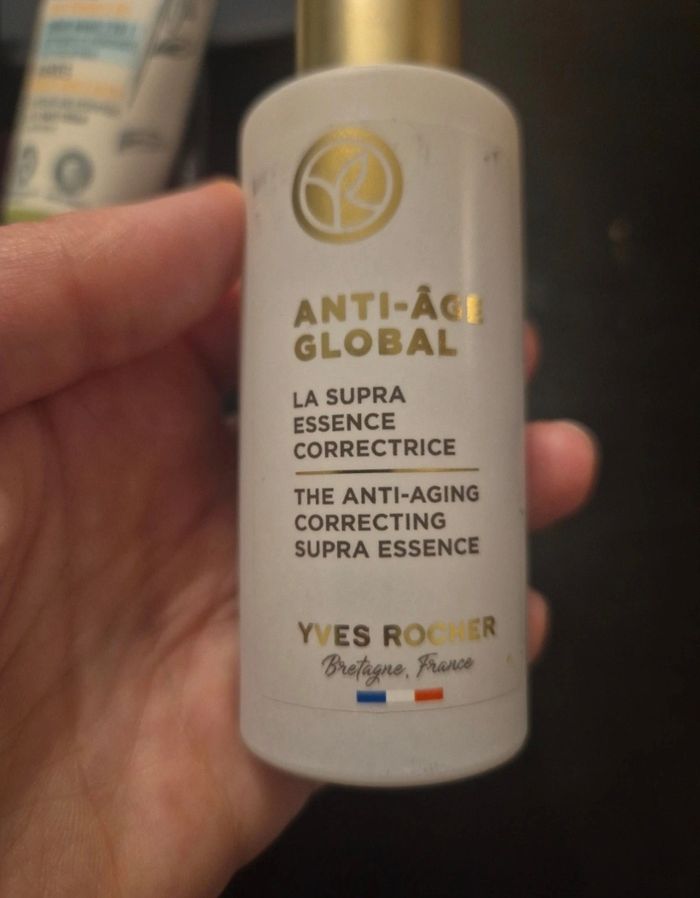 ANTI-ÂGE
GLOBAL
LA SUPRA
ESSENCE
CORRECTRICE
THE ANTI-AGING
CORRECTING
SUPRA ESSENCE
YVES ROCHER
Bretagne, France